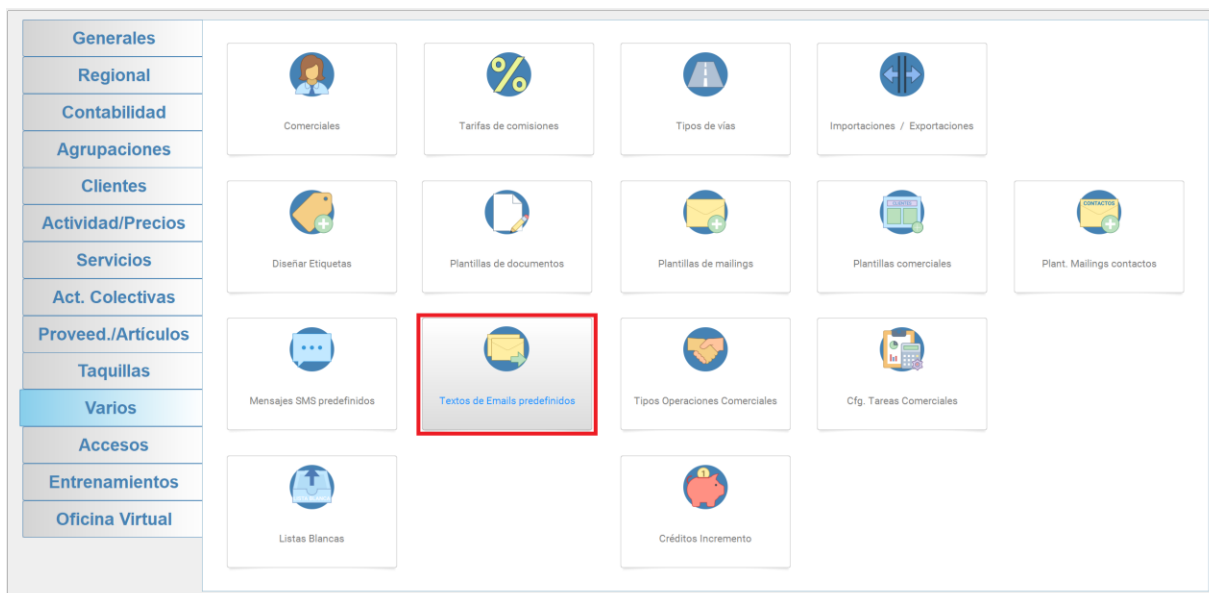 Generales
Regional
Contabilidad
Agrupaciones
Clientes
Actividad/Precios
Servicios
Act. Colectivas
Proveed./Artículos
Taquillas
Varios
Accesos
Entrenamientos
Oficina Virtual
Comerciales
Tarifas de comisiones
Tipos de vías
Importaciones / Exportaciones
Diseñar Etiquetas
Plantillas de documentos
Plantillas de mailings
CLIENTES
Plantillas comerciales
CONTACTOS
Plant. Mailings contactos
Mensajes SMS predefinidos
Textos de Emails predefinidos
Tipos Operaciones Comerciales
Cfg. Tareas Comerciales
Listas Blancas
1
Créditos Incremento